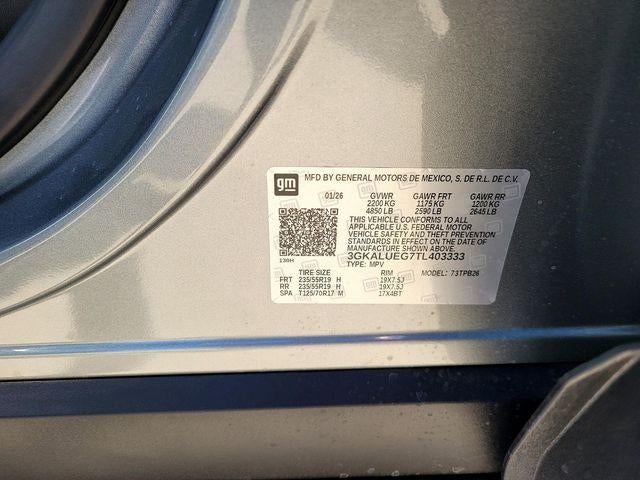 gm MFD BY GENERAL MOTORS DE MEXICO, S. DE R.L. DE C.V.
01/26 GVWR GAWR FRT GAWR RR
2200 KG 1175 KG 1200 KG
4850 LB 2590 LB 2645 LB
THIS VEHICLE CONFORMS TO ALL
APPLICABLE U.S. FEDERAL MOTOR
VEHICLE SAFETY AND THEFT PREVENTION
STANDARDS IN EFFECT ON THE DATE OF
MANUFACTURE SHOWN ABOVE.
130H 3GKALUEG7TL403333
TYPE: MPV
TIRE SIZE RIM MODEL: 73TPB26
FRT 235/55R19 H 19X7.5J
RR 235/55R19 H 19X7.5J
SPA T125/70R17 M 17X4BT